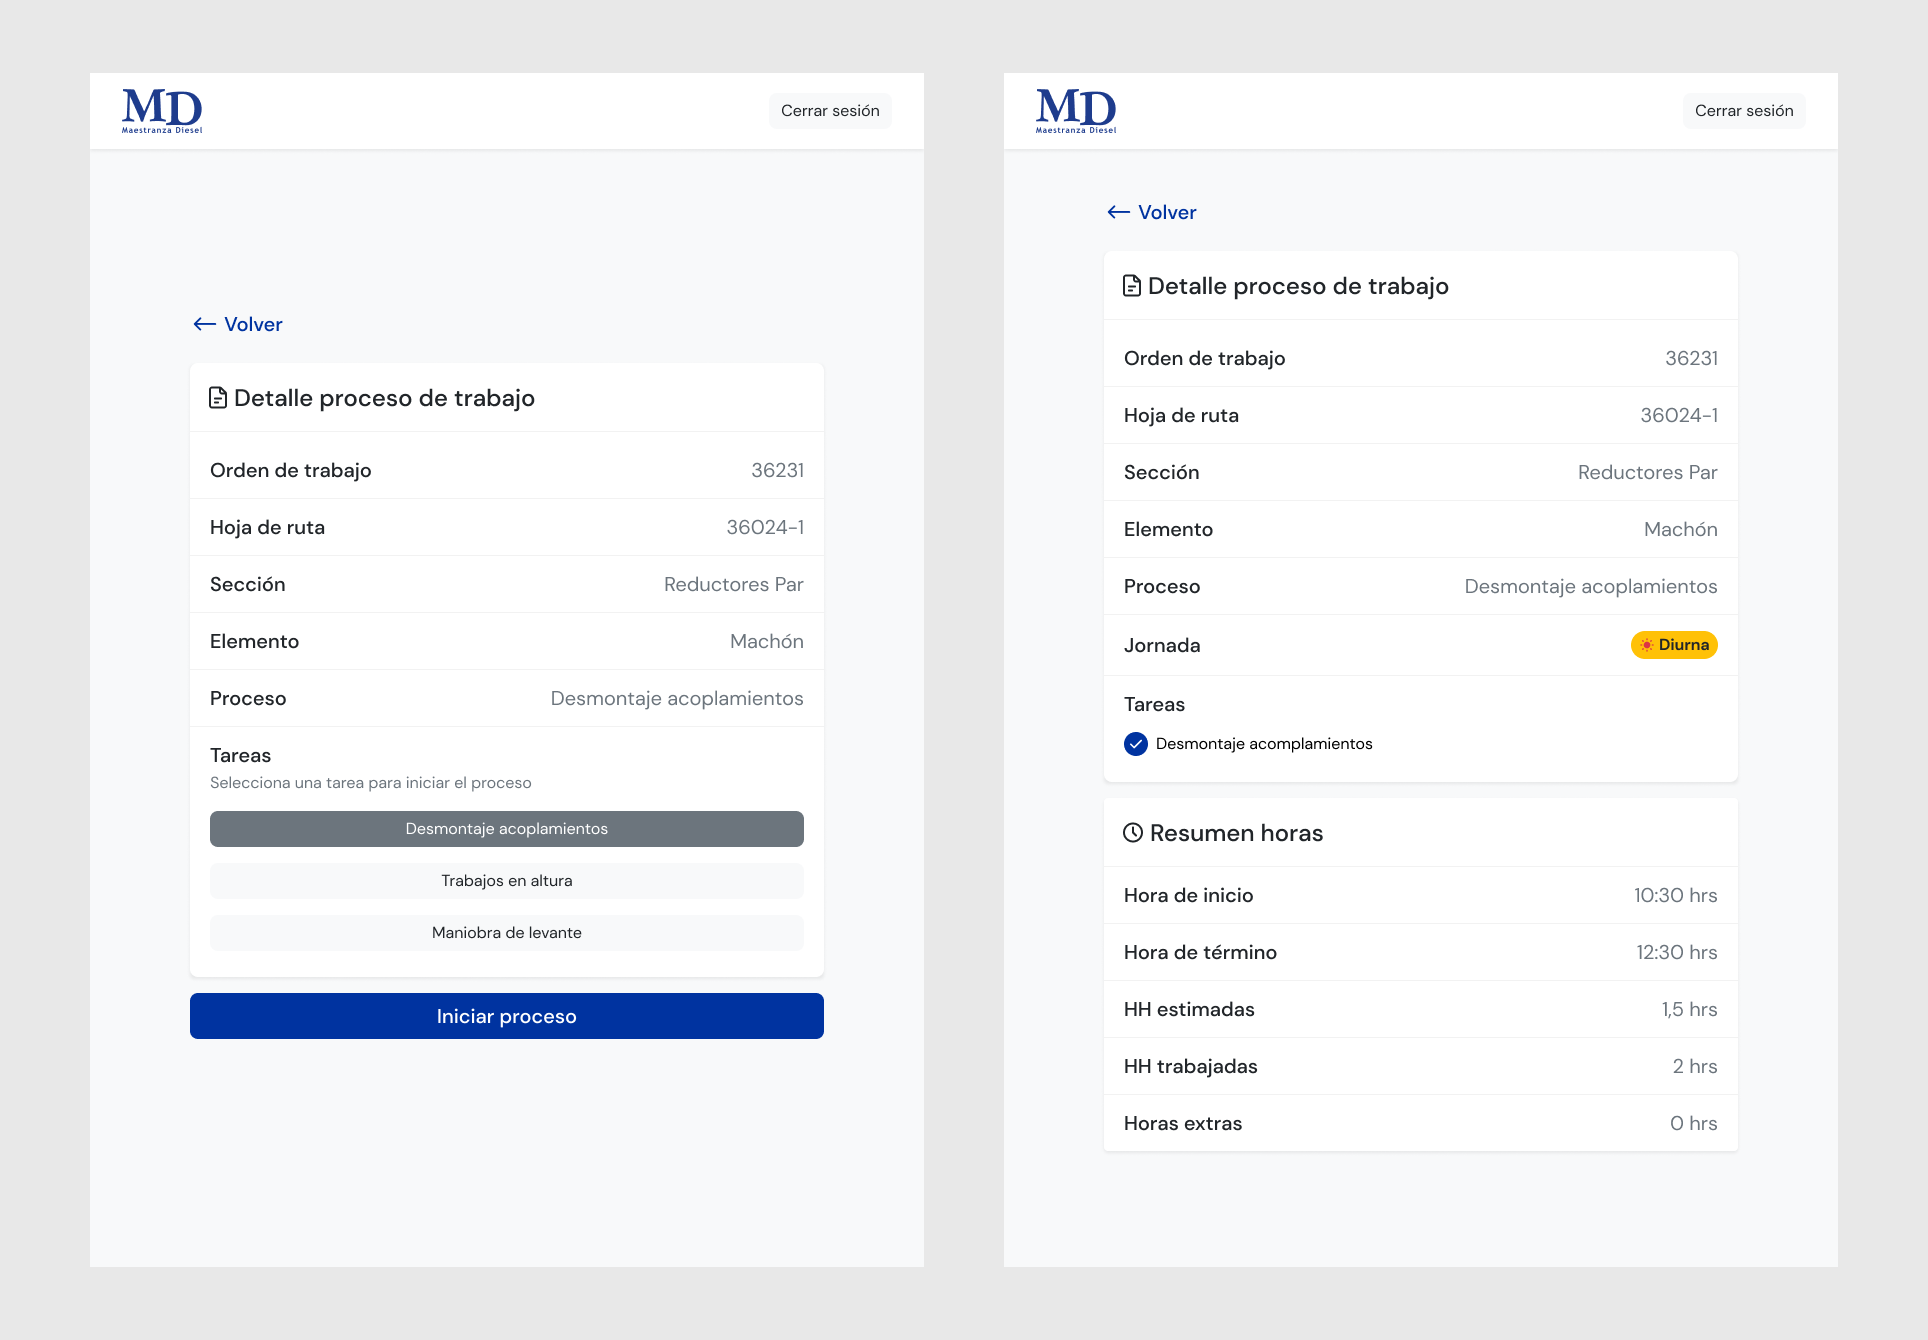 MD
Maestranza Diesel
Cerrar sesión
Volver
Detalle proceso de trabajo
Orden de trabajo 36231
Hoja de ruta 36024-1
Sección Reductores Par
Elemento Machón
Proceso Desmontaje acoplamientos
Tareas
Selecciona una tarea para iniciar el proceso
Desmontaje acoplamientos
Trabajos en altura
Maniobra de levante
Iniciar proceso
MD
Maestranza Diesel
Cerrar sesión
Volver
Detalle proceso de trabajo
Orden de trabajo 36231
Hoja de ruta 36024-1
Sección Reductores Par
Elemento Machón
Proceso Desmontaje acoplamientos
Jornada Diurna
Tareas
Desmontaje acomplamientos
Resumen horas
Hora de inicio 10:30 hrs
Hora de término 12:30 hrs
HH estimadas 1,5 hrs
HH trabajadas 2 hrs
Horas extras 0 hrs